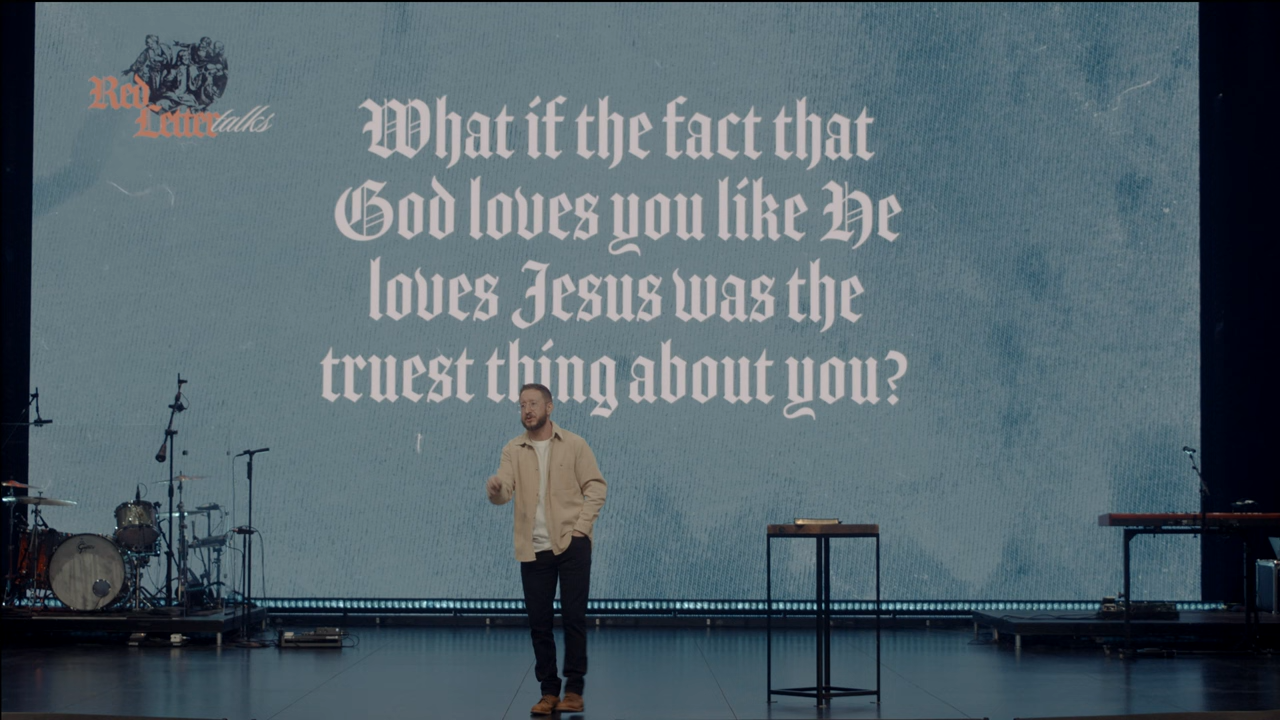 Red
Letter talks
What if the fact that
God loves you like He
loves Jesus was the
truest thing about you?